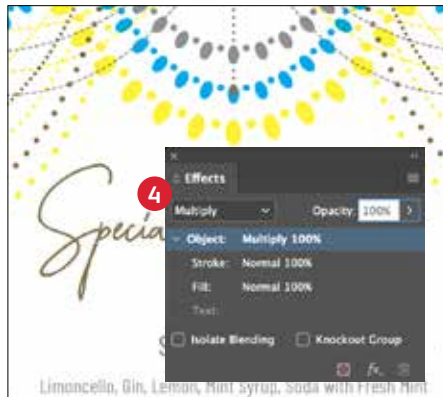 Effects
4
Multiply Opacity: 100%
Object: Multiply 100%
Specia
Stroke: Normal 100%
Fill: Normal 100%
Text:
Isolate Blending Knockout Group
S
fx.
Limoncello, Gin, Lemon, Mint Syrup, Soda with Fresh Mint